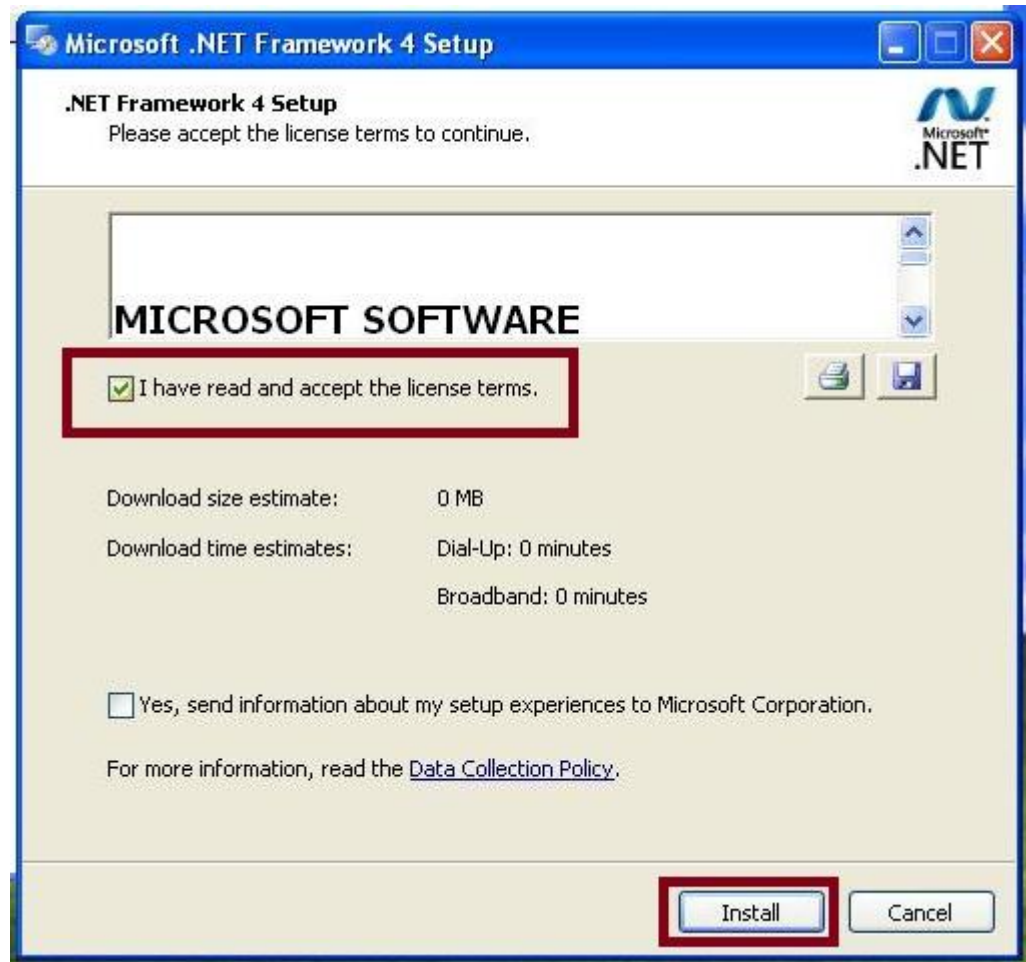 Microsoft .NET Framework 4 Setup
.NET Framework 4 Setup
Please accept the license terms to continue.
Microsoft®
.NET
MICROSOFT SOFTWARE
I have read and accept the license terms.
Download size estimate: 0 MB
Download time estimates: Dial-Up: 0 minutes
Broadband: 0 minutes
Yes, send information about my setup experiences to Microsoft Corporation.
For more information, read the Data Collection Policy.
Install Cancel